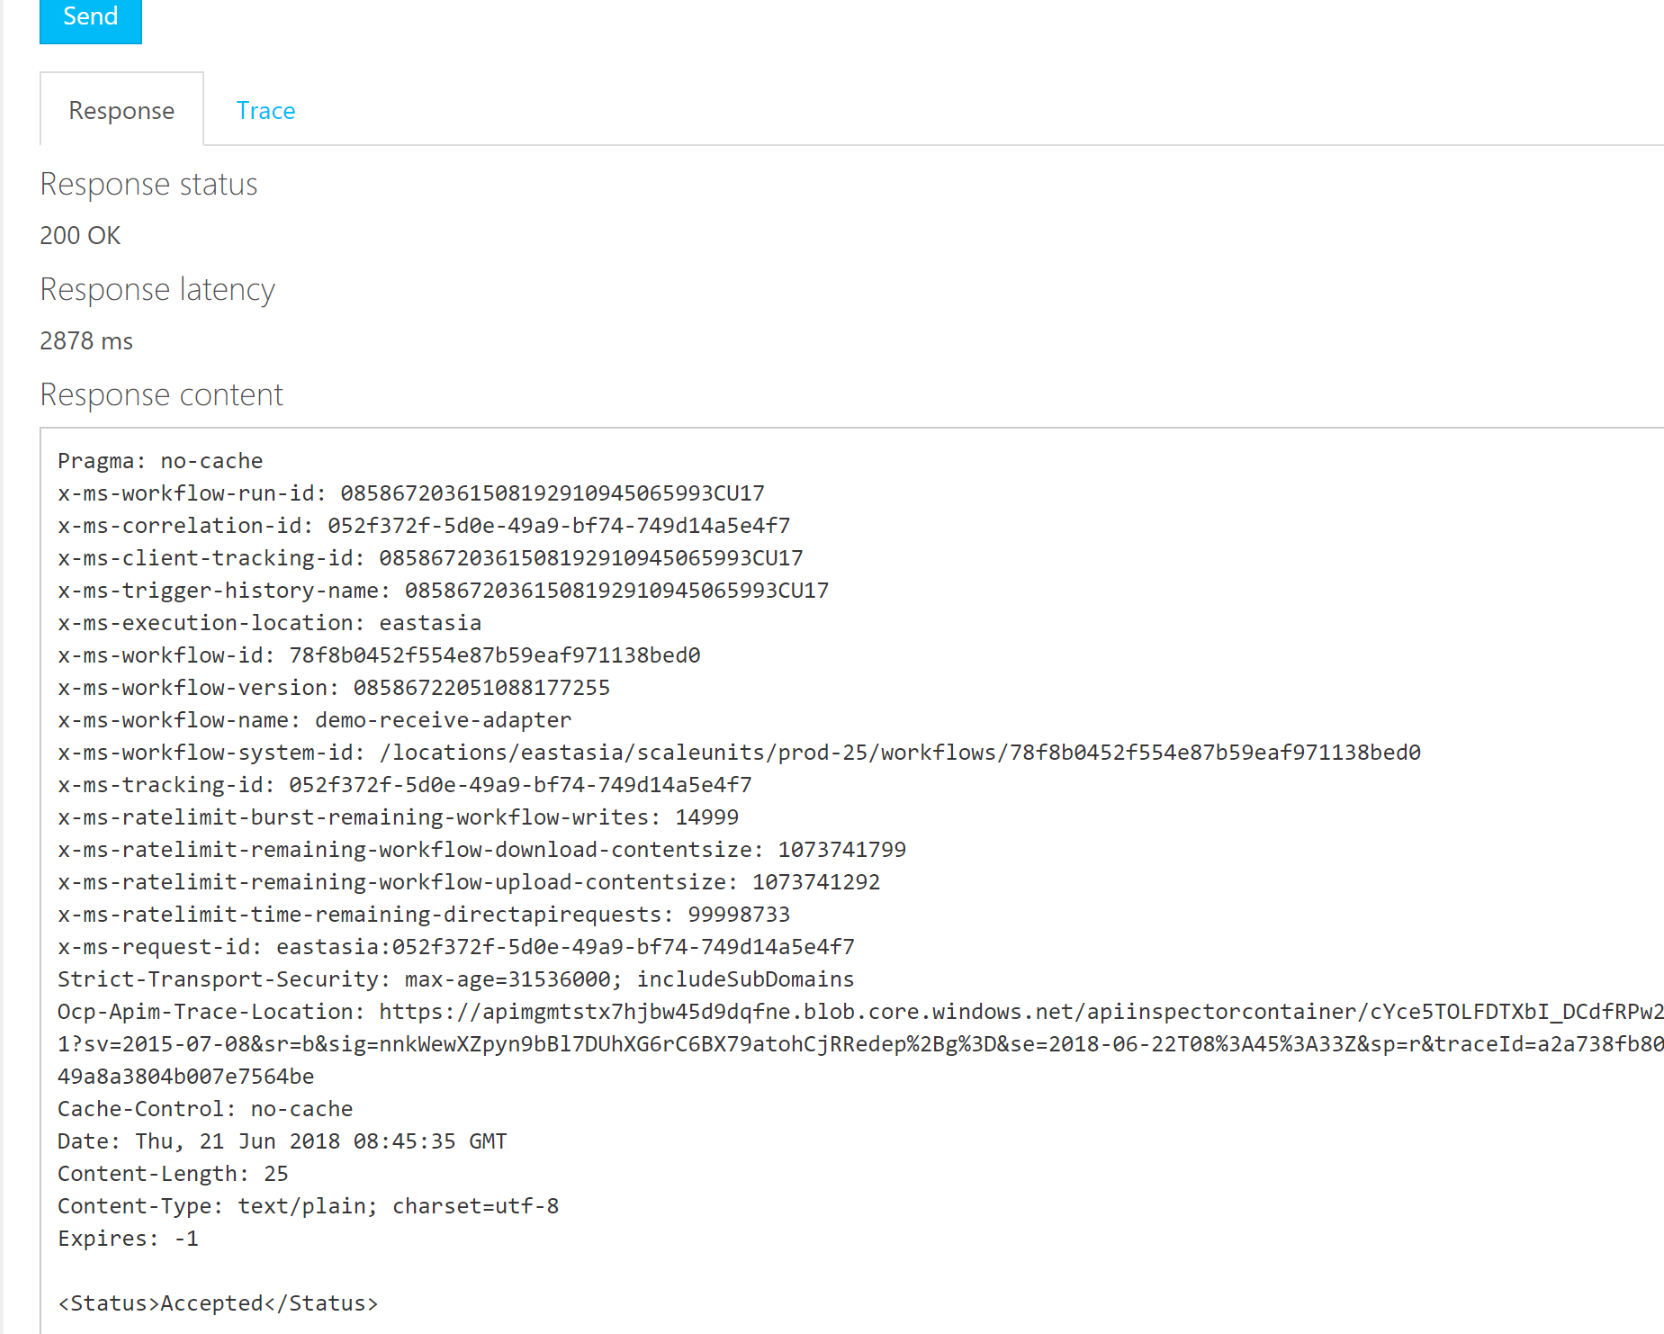 Send
Response Trace
Response status
200 OK
Response latency
2878 ms
Response content
Pragma: no-cache
x-ms-workflow-run-id: 08586720361508192910945065993CU17
x-ms-correlation-id: 052f372f-5d0e-49a9-bf74-749d14a5e4f7
x-ms-client-tracking-id: 08586720361508192910945065993CU17
x-ms-trigger-history-name: 08586720361508192910945065993CU17
x-ms-execution-location: eastasia
x-ms-workflow-id: 78f8b0452f554e87b59eaf971138bed0
x-ms-workflow-version: 08586722051088177255
x-ms-workflow-name: demo-receive-adapter
x-ms-workflow-system-id: /locations/eastasia/scaleunits/prod-25/workflows/78f8b0452f554e87b59eaf971138bed0
x-ms-tracking-id: 052f372f-5d0e-49a9-bf74-749d14a5e4f7
x-ms-ratelimit-burst-remaining-workflow-writes: 14999
x-ms-ratelimit-remaining-workflow-download-contentsize: 1073741799
x-ms-ratelimit-remaining-workflow-upload-contentsize: 1073741292
x-ms-ratelimit-time-remaining-directapirequests: 99998733
x-ms-request-id: eastasia:052f372f-5d0e-49a9-bf74-749d14a5e4f7
Strict-Transport-Security: max-age=31536000; includeSubDomains
Ocp-Apim-Trace-Location: https://apimgmtstx7hjbw45d9dqfne.blob.core.windows.net/apiinspectorcontainer/cYce5TOLFDTXbI_DCdfRPw2
1?sv=2015-07-08&sr=b&sig=nnkWewXZpyn9bBl7DUhXG6rC6BX79atohCjRRedep%2Bg%3D&se=2018-06-22T08%3A45%3A33Z&sp=r&traceId=a2a738fb80
49a8a3804b007e7564be
Cache-Control: no-cache
Date: Thu, 21 Jun 2018 08:45:35 GMT
Content-Length: 25
Content-Type: text/plain; charset=utf-8
Expires: -1
<Status>Accepted</Status>